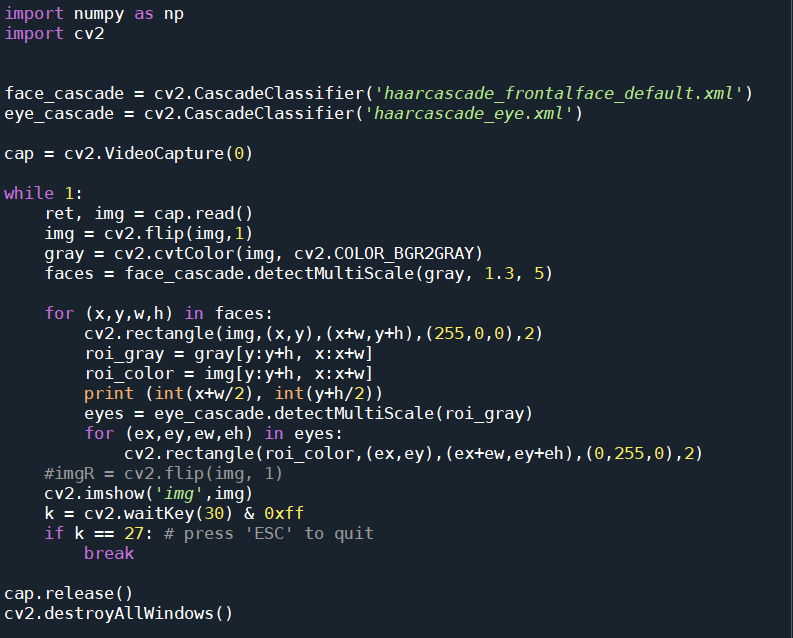 import numpy as np
import cv2
face_cascade = cv2.CascadeClassifier('haarcascade_frontalface_default.xml')
eye_cascade = cv2.CascadeClassifier('haarcascade_eye.xml')
cap = cv2.VideoCapture(0)
while 1:
    ret, img = cap.read()
    img = cv2.flip(img,1)
    gray = cv2.cvtColor(img, cv2.COLOR_BGR2GRAY)
    faces = face_cascade.detectMultiScale(gray, 1.3, 5)
    for (x,y,w,h) in faces:
        cv2.rectangle(img,(x,y),(x+w,y+h),(255,0,0),2)
        roi_gray = gray[y:y+h, x:x+w]
        roi_color = img[y:y+h, x:x+w]
        print (int(x+w/2), int(y+h/2))
        eyes = eye_cascade.detectMultiScale(roi_gray)
        for (ex,ey,ew,eh) in eyes:
            cv2.rectangle(roi_color,(ex,ey),(ex+ew,ey+eh),(0,255,0),2)
    #imgR = cv2.flip(img, 1)
    cv2.imshow('img',img)
    k = cv2.waitKey(30) & 0xff
    if k == 27: # press 'ESC' to quit
        break
cap.release()
cv2.destroyAllWindows()